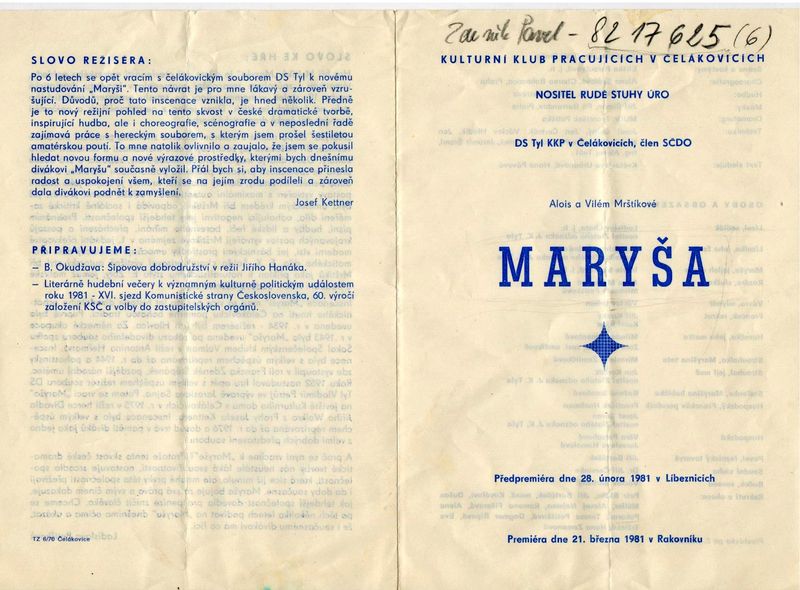 SLOVO REŽISÉRA:
Po 6 letech se opět vracím s čelákovickým souborem DS Tyl k novému
nastudování „Maryši". Tento návrat je pro mne lákavý a zároveň vzru-
šující. Důvodů, proč tato inscenace vznikla, je hned několik. Předně
je to nový režijní pohled na tento skvost v české dramatické tvorbě,
inspirující hudba, ale i choreografie, scénografie a v neposlední řadě
zajímavá práce s hereckým souborem, s kterým jsem prošel šestiletou
amatérskou poutí. To mne natolik ovlivnilo a zaujalo, že jsem se pokusil
hledat novou formu a nové výrazové prostředky, kterými bych dnešnímu
divákovi „Maryšu" současně vyložil. Přál bych si, aby inscenace přinesla
radost a uspokojení všem, kteří se na jejím zrodu podíleli a zároveň
dala divákovi podnět k zamyšlení.
Josef Kettner
PŘIPRAVUJEME:
— B. Okudžava: Šipovova dobrodružství v režii Jiřího Hanáka.
— Literárně hudební večery k významným kulturně politickým událostem
roku 1981 - XVI. sjezd Komunistické strany Československa, 60. výročí
založení KSČ a volby do zastupitelských orgánů.
TZ 6/70 Čelákovice
Zdeněk Pavel - 82 17 625 (6)
KULTURNÍ KLUB PRACUJÍCÍCH V ČELÁKOVICÍCH
NOSITEL RUDÉ STUHY ÚRO
DS Tyl KKP v Čelákovicích, člen SČDO
Alois a Vilém Mrštíkové
MARYŠA
Předpremiéra dne 28. února 1981 v Líbeznicích
Premiéra dne 21. března 1981 v Rakovníku